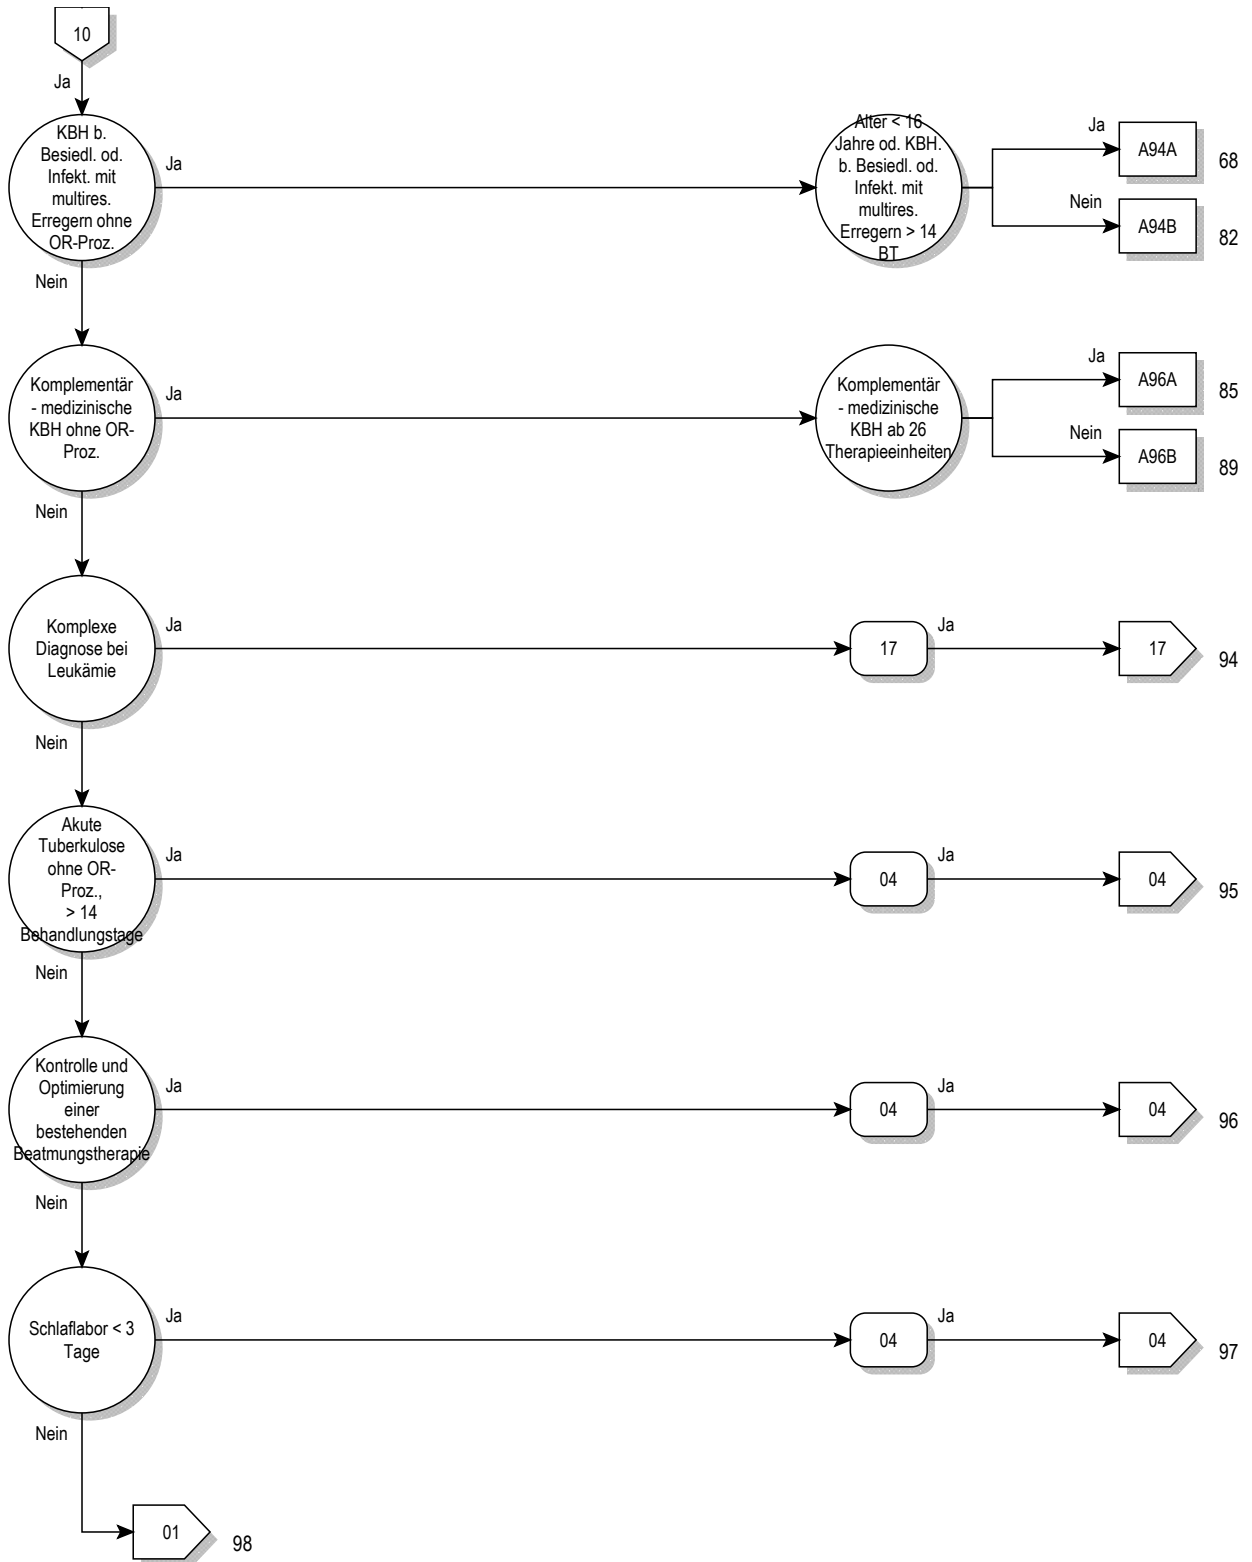 10
Ja
KBH b.
Besiedl. od.
Infekt. mit
multires.
Erregern ohne
OR-Proz.
Ja
Alter < 16
Jahre od. KBH.
b. Besiedl. od.
Infekt. mit
multires.
Erregern > 14
BT
Ja
A94A
68
Nein
A94B
82
Nein
Komplementär
- medizinische
KBH ohne OR-
Proz.
Ja
Komplementär
- medizinische
KBH ab 26
Therapieeinheiten
Ja
A96A
85
Nein
A96B
89
Nein
Komplexe
Diagnose bei
Leukämie
Ja
17
Ja
17
94
Nein
Akute
Tuberkulose
ohne OR-
Proz.,
> 14
Behandlungstage
Ja
04
Ja
04
95
Nein
Kontrolle und
Optimierung
einer
bestehenden
Beatmungstherapie
Ja
04
Ja
04
96
Nein
Schlaflabor < 3
Tage
Ja
04
Ja
04
97
Nein
01
98